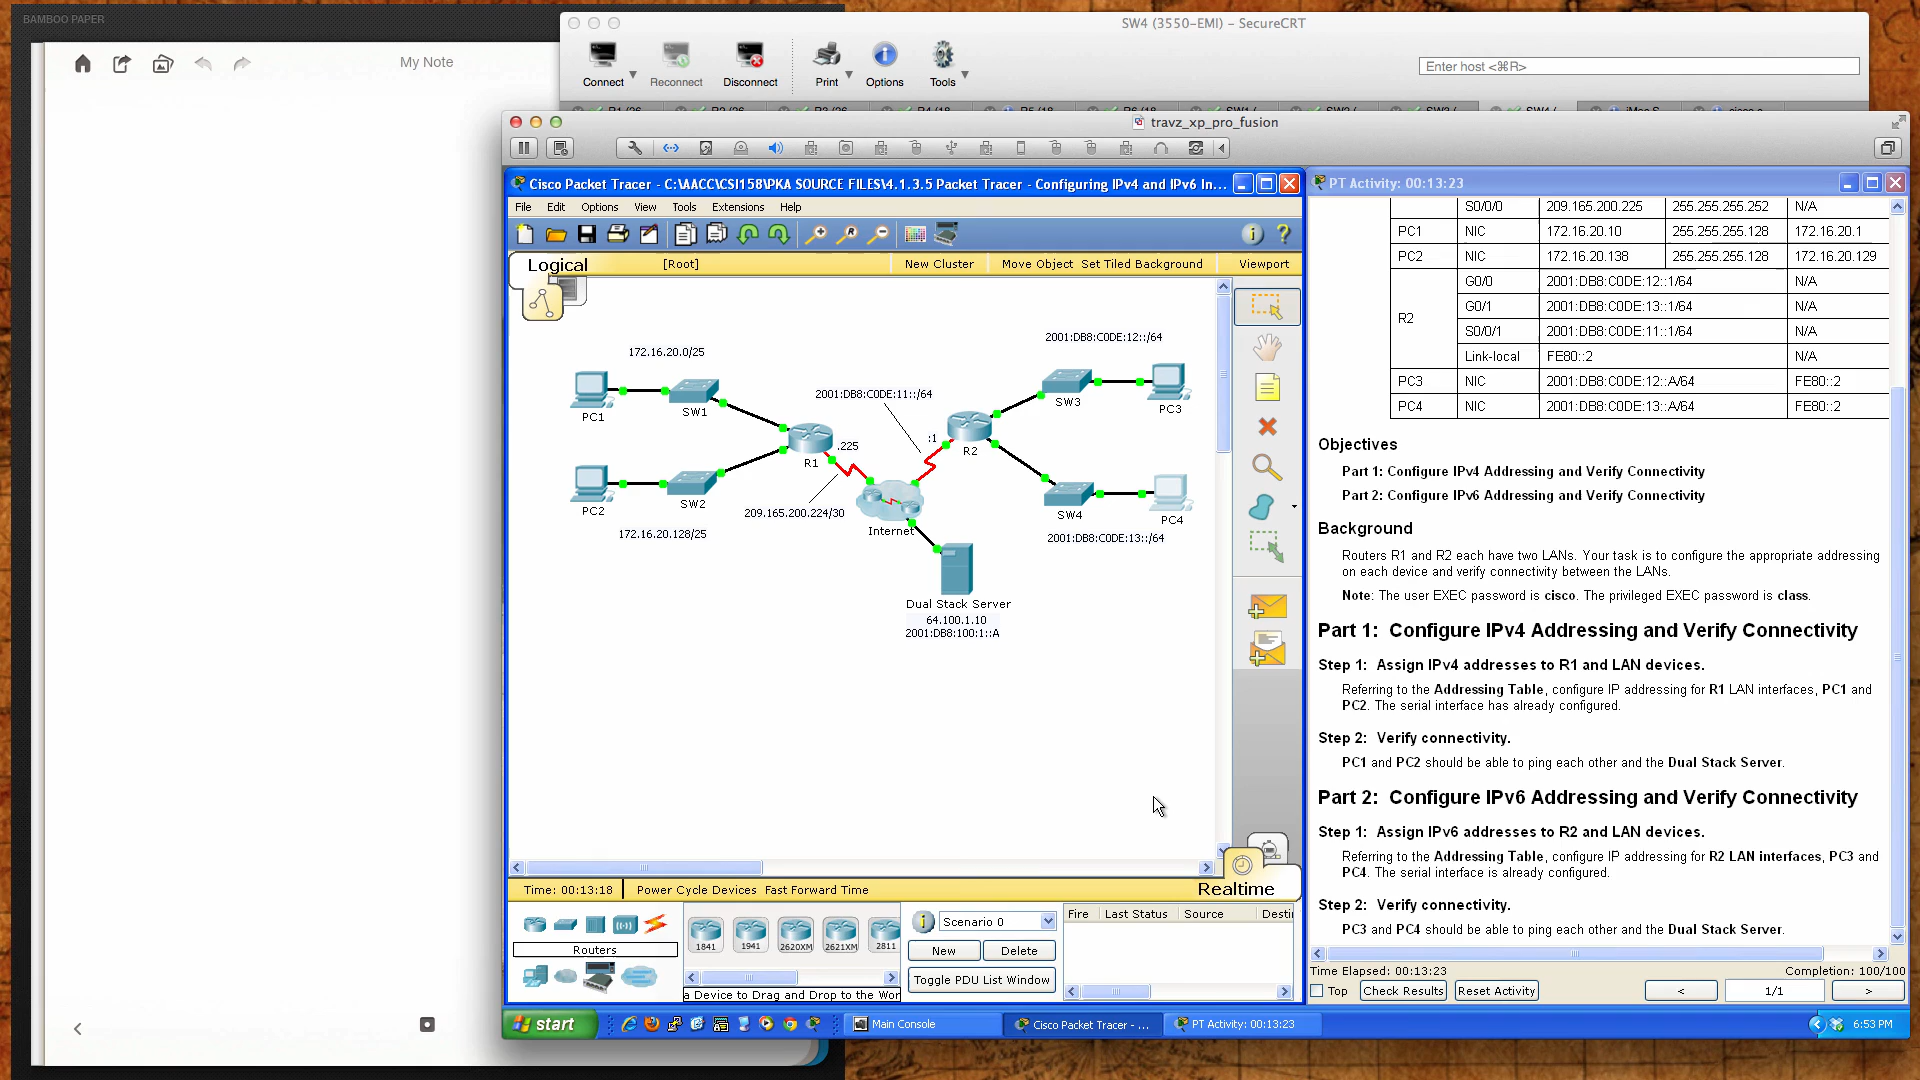 BAMBOO PAPER
My Note
SW4 (3550-EMI) – SecureCRT
Connect
Reconnect
Disconnect
Print
Options
Tools
Enter host <⌘R>
travz_xp_pro_fusion
Cisco Packet Tracer - C:\AACC\CSI158\PKA SOURCE FILES\4.1.3.5 Packet Tracer - Configuring IPv4 and IPv6 In...
File Edit Options View Tools Extensions Help
Logical
[Root]
New Cluster
Move Object
Set Tiled Background
Viewport
172.16.20.0/25
PC1
SW1
2001:DB8:C0DE:11::/64
R1
.225
PC2
SW2
172.16.20.128/25
209.165.200.224/30
Internet
:1
R2
2001:DB8:C0DE:12::/64
SW3
PC3
SW4
PC4
2001:DB8:C0DE:13::/64
Dual Stack Server
64.100.1.10
2001:DB8:100:1::A
Realtime
Time: 00:13:18
Power Cycle Devices Fast Forward Time
Routers
1841
1941
2620XM
2621XM
2811
a Device to Drag and Drop to the Wor
Scenario 0
New
Delete
Toggle PDU List Window
Fire
Last Status
Source
Desti
PT Activity: 00:13:23
S0/0/0 209.165.200.225 255.255.255.252 N/A
PC1 NIC 172.16.20.10 255.255.255.128 172.16.20.1
PC2 NIC 172.16.20.138 255.255.255.128 172.16.20.129
R2
G0/0 2001:DB8:C0DE:12::1/64 N/A
G0/1 2001:DB8:C0DE:13::1/64 N/A
S0/0/1 2001:DB8:C0DE:11::1/64 N/A
Link-local FE80::2 N/A
PC3 NIC 2001:DB8:C0DE:12::A/64 FE80::2
PC4 NIC 2001:DB8:C0DE:13::A/64 FE80::2
Objectives
Part 1: Configure IPv4 Addressing and Verify Connectivity
Part 2: Configure IPv6 Addressing and Verify Connectivity
Background
Routers R1 and R2 each have two LANs. Your task is to configure the appropriate addressing
on each device and verify connectivity between the LANs.
Note: The user EXEC password is cisco. The privileged EXEC password is class.
Part 1: Configure IPv4 Addressing and Verify Connectivity
Step 1: Assign IPv4 addresses to R1 and LAN devices.
Referring to the Addressing Table, configure IP addressing for R1 LAN interfaces, PC1 and
PC2. The serial interface has already configured.
Step 2: Verify connectivity.
PC1 and PC2 should be able to ping each other and the Dual Stack Server.
Part 2: Configure IPv6 Addressing and Verify Connectivity
Step 1: Assign IPv6 addresses to R2 and LAN devices.
Referring to the Addressing Table, configure IP addressing for R2 LAN interfaces, PC3 and
PC4. The serial interface is already configured.
Step 2: Verify connectivity.
PC3 and PC4 should be able to ping each other and the Dual Stack Server.
Time Elapsed: 00:13:23
Completion: 100/100
Top
Check Results
Reset Activity
<
1/1
>
start
Main Console
Cisco Packet Tracer - ...
PT Activity: 00:13:23
6:53 PM